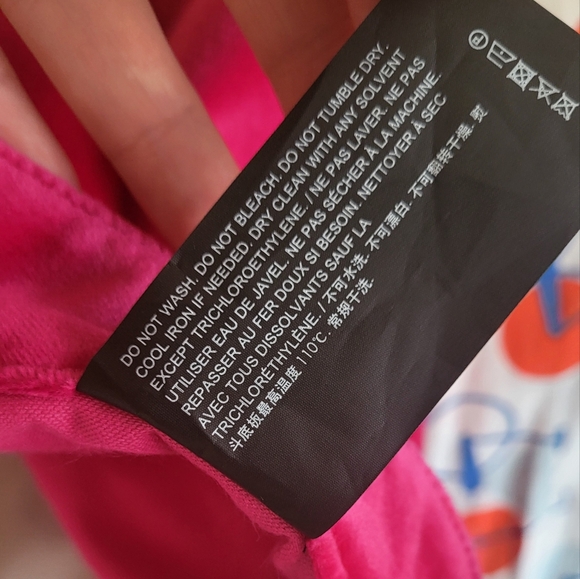 DO NOT WASH. DO NOT BLEACH. DO NOT TUMBLE DRY.
COOL IRON IF NEEDED. DRY CLEAN WITH ANY SOLVENT
EXCEPT TRICHLOROETHYLENE. / NE PAS LAVER. NE PAS
UTILISER EAU DE JAVEL. NE PAS SÉCHER A LA MACHINE.
REPASSER AU FER DOUX SI BESOIN. NETTOYER A SEC
AVEC TOUS DISSOLVANTS SAUF LA
TRICHLORÉTHYLÈNE. / 不可水洗. 不可漂白. 不可翻转干燥. 熨
斗底板最高温度 110℃. 常规干洗.
P